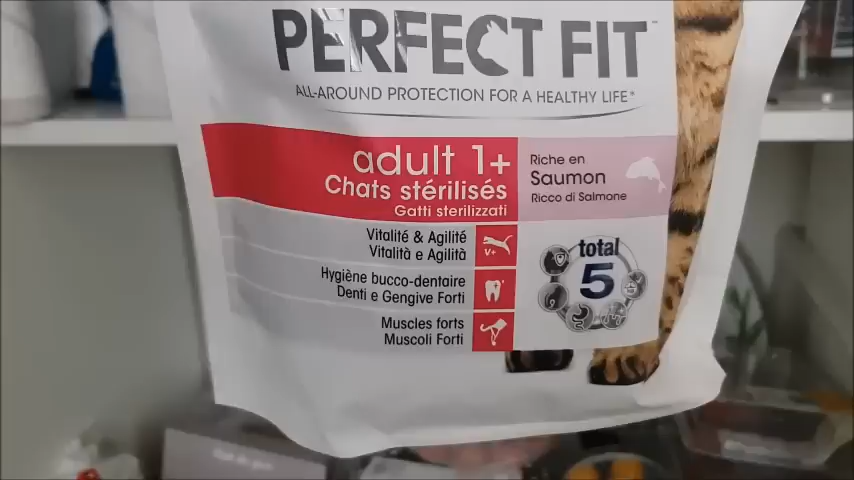 PERFECT FIT™
ALL-AROUND PROTECTION FOR A HEALTHY LIFE*
adult 1+
Chats stérilisés
Gatti sterilizzati
Riche en
Saumon
Ricco di Salmone
Vitalité & Agilité
Vitalità e Agilità
V+
Hygiène bucco-dentaire
Denti e Gengive Forti
Muscles forts
Muscoli Forti
total
5